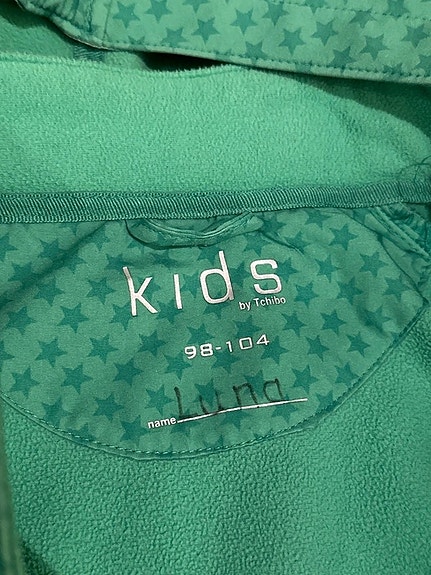 kids
by Tchibo
98-104
name Luna